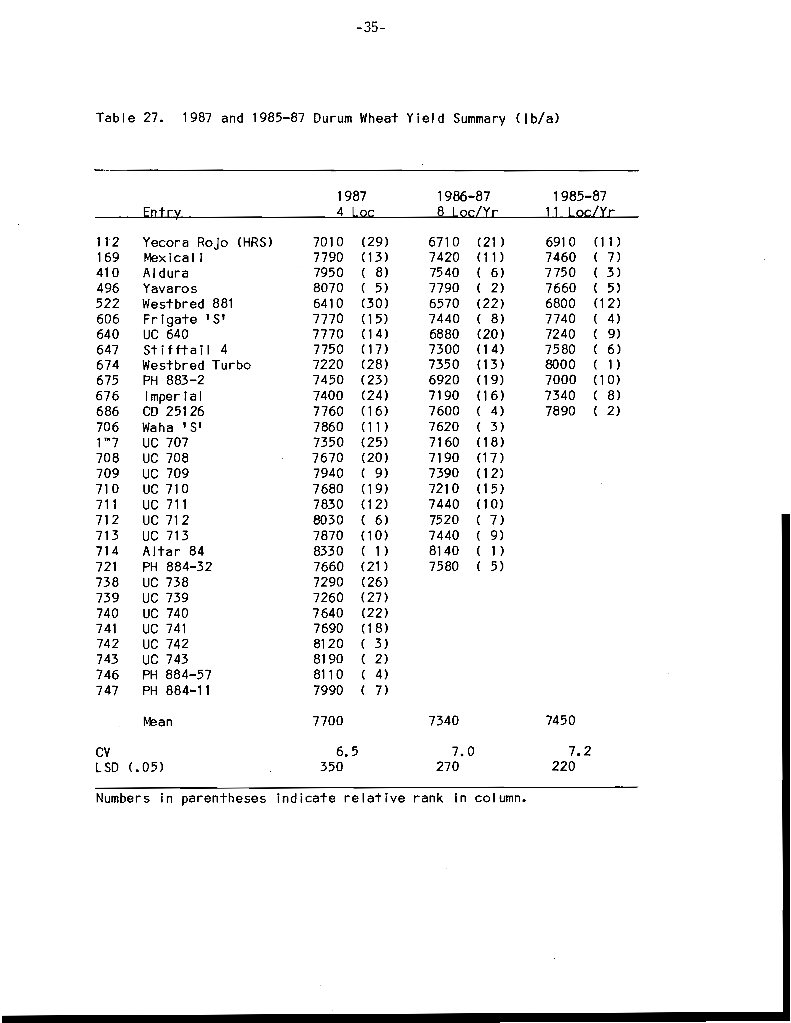 -35-
Table 27. 1987 and 1985-87 Durum Wheat Yield Summary (lb/a)
1987 1986-87 1985-87
Entry 4 Loc 8 Loc/Yr 11 Loc/Yr
112 Yecora Rojo (HRS) 7010 (29) 6710 (21) 6910 (11)
169 Mexicali 7790 (13) 7420 (11) 7460 ( 7)
410 Aldura 7950 ( 8) 7540 ( 6) 7750 ( 3)
496 Yavaros 8070 ( 5) 7790 ( 2) 7660 ( 5)
522 Westbred 881 6410 (30) 6570 (22) 6800 (12)
606 Frigate 'S' 7770 (15) 7440 ( 8) 7740 ( 4)
640 UC 640 7770 (14) 6880 (20) 7240 ( 9)
647 Stifftail 4 7750 (17) 7300 (14) 7580 ( 6)
674 Westbred Turbo 7220 (28) 7350 (13) 8000 ( 1)
675 PH 883-2 7450 (23) 6920 (19) 7000 (10)
676 Imperial 7400 (24) 7190 (16) 7340 ( 8)
686 CD 25126 7760 (16) 7600 ( 4) 7890 ( 2)
706 Waha 'S' 7860 (11) 7620 ( 3)
1"7 UC 707 7350 (25) 7160 (18)
708 UC 708 7670 (20) 7190 (17)
709 UC 709 7940 ( 9) 7390 (12)
710 UC 710 7680 (19) 7210 (15)
711 UC 711 7830 (12) 7440 (10)
712 UC 712 8030 ( 6) 7520 ( 7)
713 UC 713 7870 (10) 7440 ( 9)
714 Altar 84 8330 ( 1) 8140 ( 1)
721 PH 884-32 7660 (21) 7580 ( 5)
738 UC 738 7290 (26)
739 UC 739 7260 (27)
740 UC 740 7640 (22)
741 UC 741 7690 (18)
742 UC 742 8120 ( 3)
743 UC 743 8190 ( 2)
746 PH 884-57 8110 ( 4)
747 PH 884-11 7990 ( 7)
Mean 7700 7340 7450
CV 6.5 7.0 7.2
LSD (.05) 350 270 220
Numbers in parentheses indicate relative rank in column.